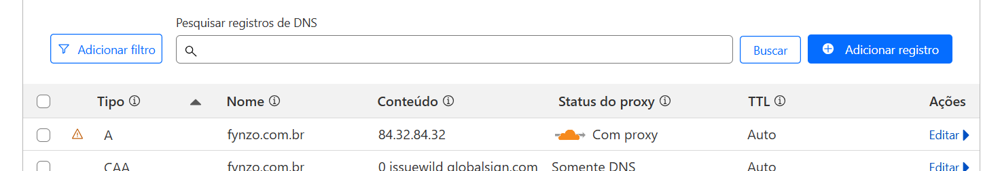 Pesquisar registros de DNS
Adicionar filtro
Buscar
Adicionar registro
Tipo Nome Conteúdo Status do proxy TTL Ações
A fynzo.com.br 84.32.84.32 Com proxy Auto Editar
CAA fynzo.com.br 0 issuewild globalsign.com Somente DNS Auto Editar